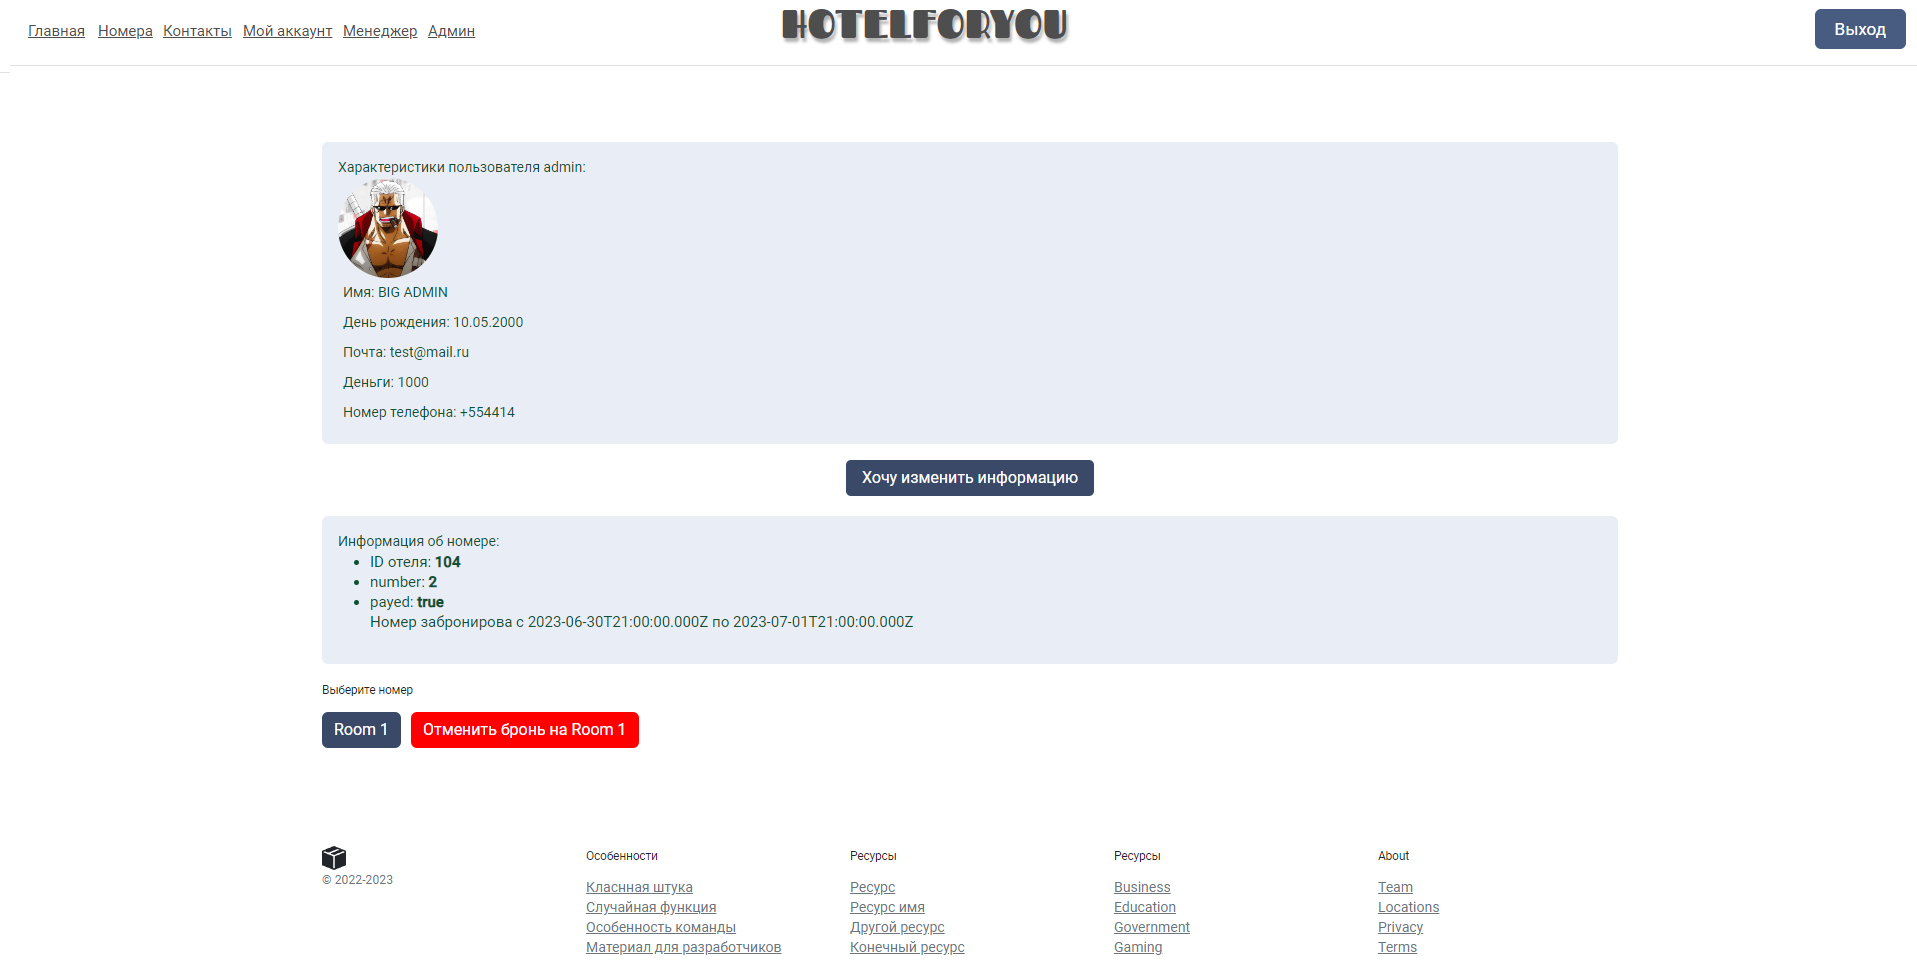 Главная Номера Контакты Мой аккаунт Менеджер Админ
HOTELFORYOU
Выход
Характеристики пользователя admin:
Имя: BIG ADMIN
День рождения: 10.05.2000
Почта: test@mail.ru
Деньги: 1000
Номер телефона: +554414
Хочу изменить информацию
Информация об номере:
ID отеля: 104
number: 2
payed: true
Номер забронирова с 2023-06-30T21:00:00.000Z по 2023-07-01T21:00:00.000Z
Выберите номер
Room 1
Отменить бронь на Room 1
© 2022-2023
Особенности
Класнная штука
Случайная функция
Особенность команды
Материал для разработчиков
Ресурсы
Ресурс
Ресурс имя
Другой ресурс
Конечный ресурс
Ресурсы
Business
Education
Government
Gaming
About
Team
Locations
Privacy
Terms